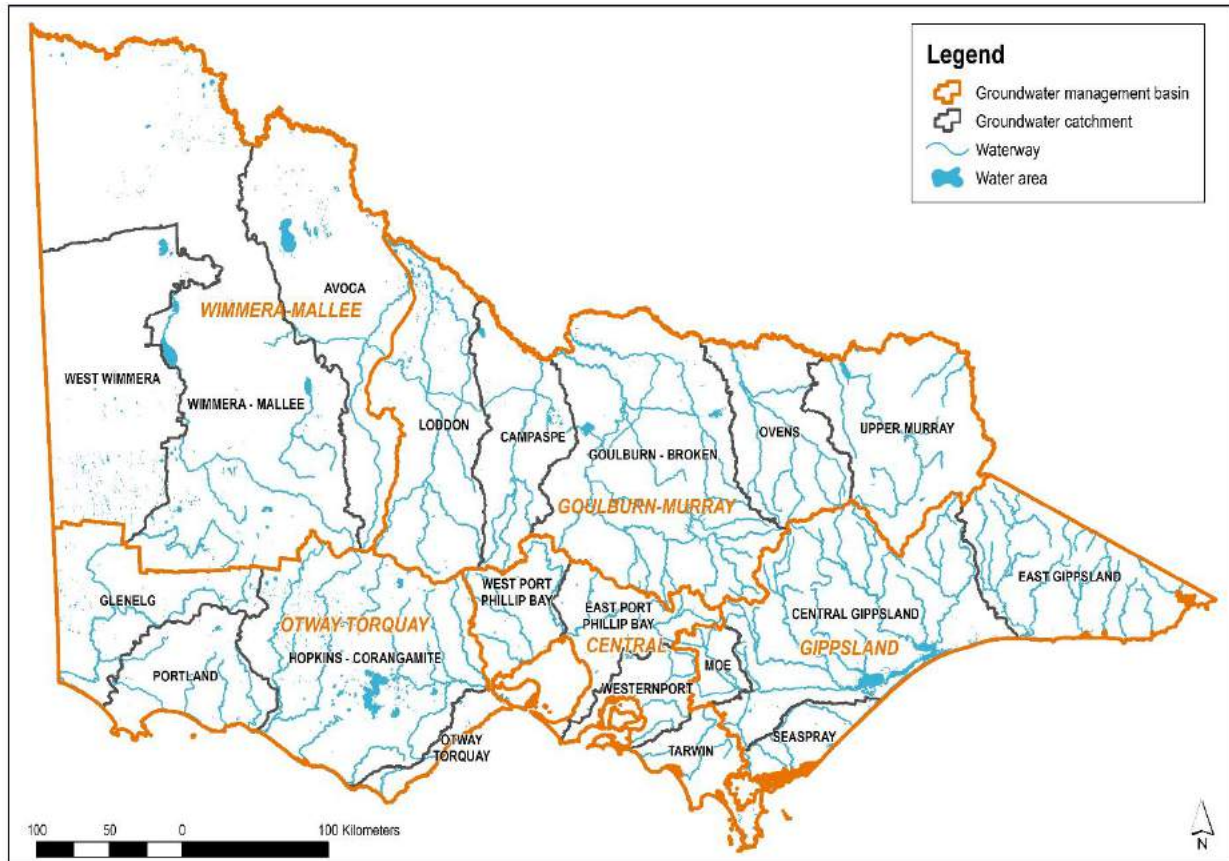 Legend
Groundwater management basin
Groundwater catchment
Waterway
Water area
AVOCA
WIMMERA-MALLEE
WEST WIMMERA
WIMMERA - MALLEE
LODDON
CAMPASPE
GOULBURN - BROKEN
OVENS
UPPER MURRAY
GOULBURN-MURRAY
GLENELG
WEST PORT
PHILLIP BAY
EAST PORT
PHILLIP BAY
CENTRAL GIPPSLAND
EAST GIPPSLAND
OTWAY-TORQUAY
CENTRAL
GIPPSLAND
HOPKINS - CORANGAMITE
MOE
PORTLAND
WESTERNPORT
SEASPRAY
OTWAY
TORQUAY
TARWIN
100 50 0 100 Kilometers
N